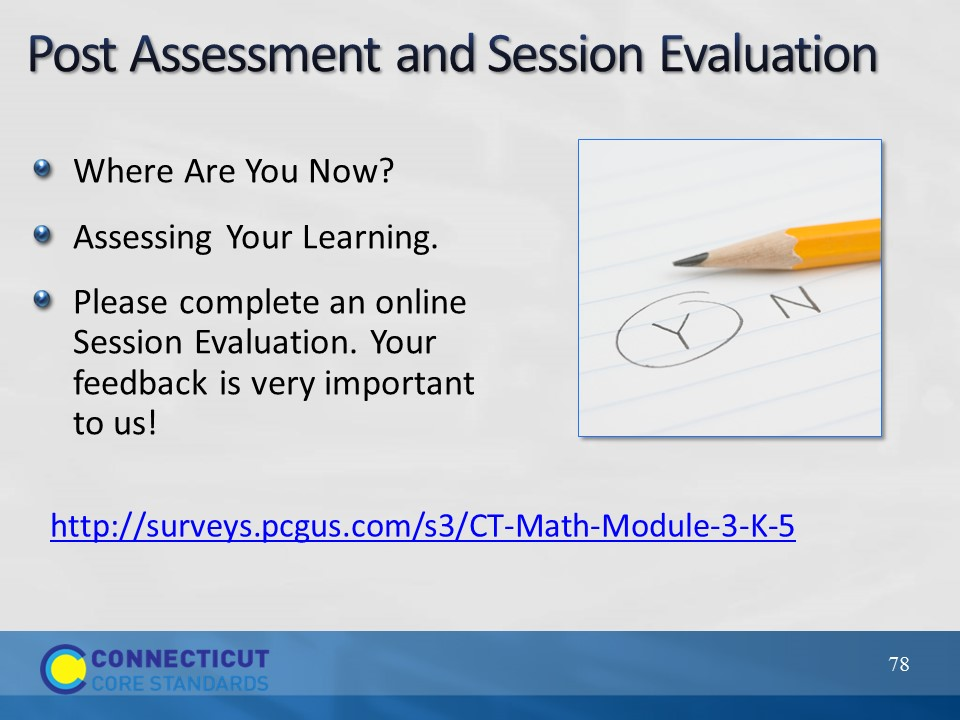 Post Assessment and Session Evaluation
Where Are You Now?
Assessing Your Learning.
Please complete an online
Session Evaluation. Your
feedback is very important
to us!
Y N
http://surveys.pcgus.com/s3/CT-Math-Module-3-K-5
CONNECTICUT
CORE STANDARDS
78